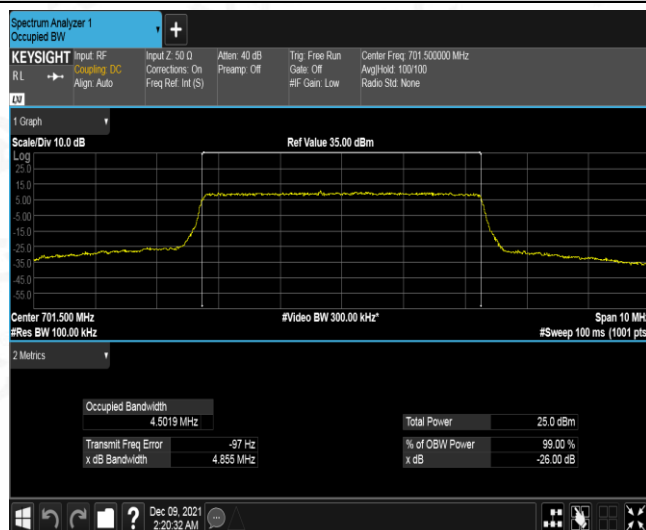 Spectrum Analyzer 1
Occupied BW
+
KEYSIGHT Input: RF Input Z: 50 Ω Atten: 40 dB Trig: Free Run Center Freq: 701.500000 MHz
RL Coupling: DC Corrections: On Preamp: Off Gate: Off Avg|Hold: 100/100
Align: Auto Freq Ref: Int (S) #IF Gain: Low Radio Std: None
LXI
1 Graph
Scale/Div 10.0 dB Ref Value 35.00 dBm
Log
25.0
15.0
5.00
-5.00
-15.0
-25.0
-35.0
-45.0
-55.0
Center 701.500 MHz #Video BW 300.00 kHz* Span 10 MHz
#Res BW 100.00 kHz #Sweep 100 ms (1001 pts
2 Metrics
Occupied Bandwidth
4.5019 MHz Total Power 25.0 dBm
Transmit Freq Error -97 Hz % of OBW Power 99.00 %
x dB Bandwidth 4.855 MHz x dB -26.00 dB
? Dec 09, 2021
2:20:32 AM